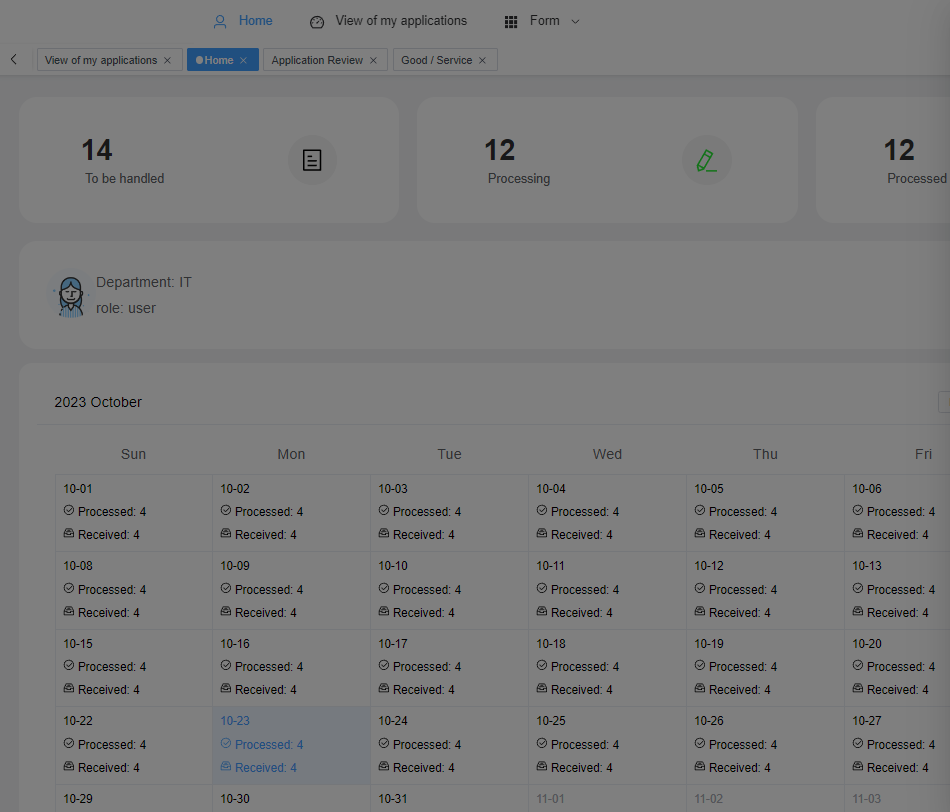 Home View of my applications Form
View of my applications Home Application Review Good / Service
14 12 12
To be handled Processing Processed
Department: IT
role: user
2023 October
Sun Mon Tue Wed Thu Fri
10-01 10-02 10-03 10-04 10-05 10-06
Processed: 4 Processed: 4 Processed: 4 Processed: 4 Processed: 4 Processed: 4
Received: 4 Received: 4 Received: 4 Received: 4 Received: 4 Received: 4
10-08 10-09 10-10 10-11 10-12 10-13
Processed: 4 Processed: 4 Processed: 4 Processed: 4 Processed: 4 Processed: 4
Received: 4 Received: 4 Received: 4 Received: 4 Received: 4 Received: 4
10-15 10-16 10-17 10-18 10-19 10-20
Processed: 4 Processed: 4 Processed: 4 Processed: 4 Processed: 4 Processed: 4
Received: 4 Received: 4 Received: 4 Received: 4 Received: 4 Received: 4
10-22 10-23 10-24 10-25 10-26 10-27
Processed: 4 Processed: 4 Processed: 4 Processed: 4 Processed: 4 Processed: 4
Received: 4 Received: 4 Received: 4 Received: 4 Received: 4 Received: 4
10-29 10-30 10-31 11-01 11-02 11-03